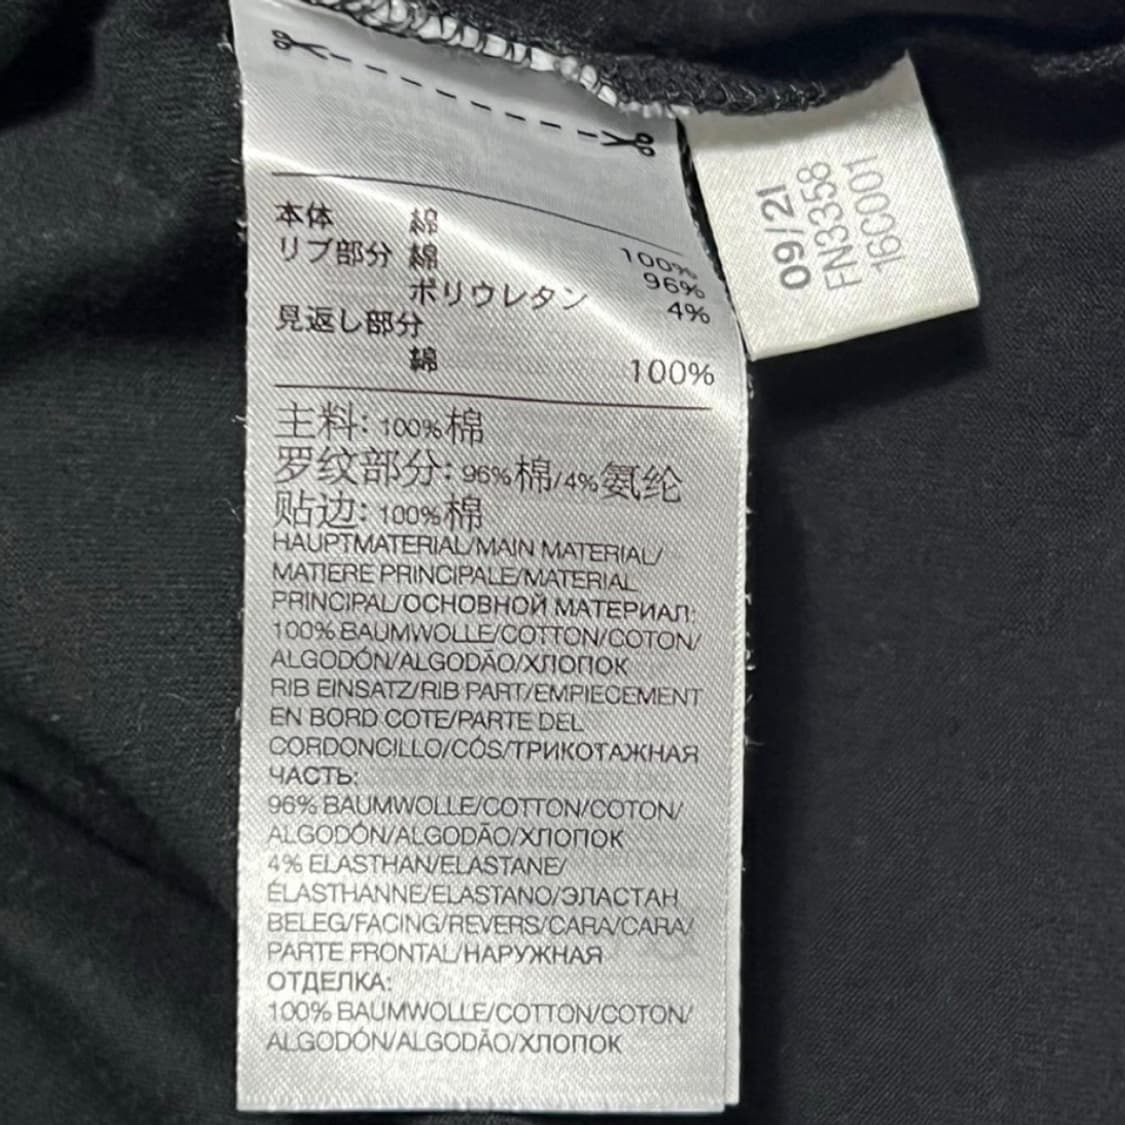 本体 綿 100%
リブ部分 綿 96%
ポリウレタン 4%
見返し部分
綿 100%
主料: 100%棉
罗纹部分: 96%棉/4%氨纶
贴边: 100%棉
HAUPTMATERIAL/MAIN MATERIAL/
MATIERE PRINCIPALE/MATERIAL
PRINCIPAL/ОСНОВНОЙ МАТЕРИАЛ:
100% BAUMWOLLE/COTTON/COTON/
ALGODÓN/ALGODÃO/ХЛОПОК
RIB EINSATZ/RIB PART/EMPIECEMENT
EN BORD COTE/PARTE DEL
CORDONCILLO/CÓS/ТРИКОТАЖНАЯ
ЧАСТЬ:
96% BAUMWOLLE/COTTON/COTON/
ALGODÓN/ALGODÃO/ХЛОПОК
4% ELASTHAN/ELASTANE/
ÉLASTHANNE/ELASTANO/ЭЛАСТАН
BELEG/FACING/REVERS/CARA/CARA/
PARTE FRONTAL/НАРУЖНАЯ
ОТДЕЛКА:
100% BAUMWOLLE/COTTON/COTON/
ALGODÓN/ALGODÃO/ХЛОПОК
09/21
FN3358
160001